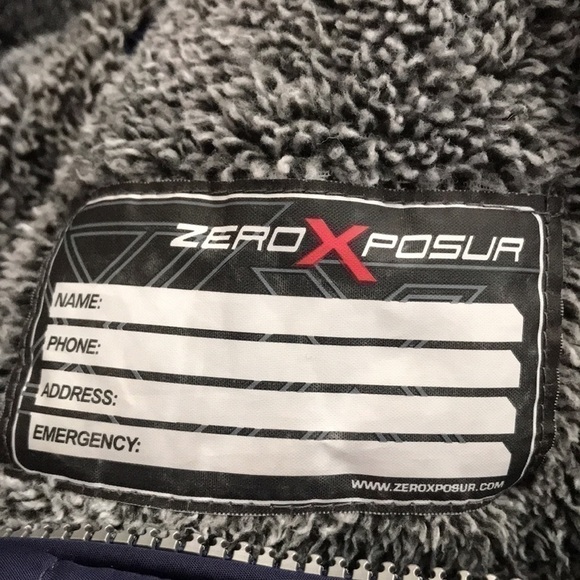 ZEROXPOSUR
NAME:
PHONE:
ADDRESS:
EMERGENCY:
WWW.ZEROXPOSUR.COM